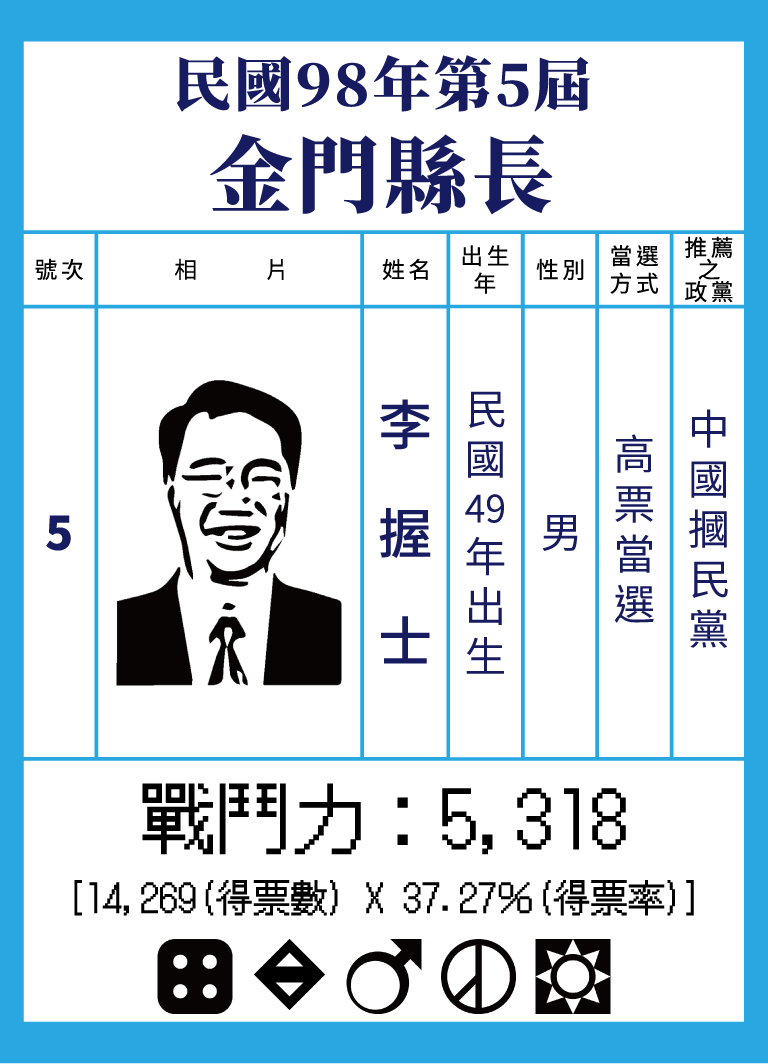 民國98年第5屆
金門縣長
號次
相片
姓名
出生年
性別
當選方式
推薦之政黨
5
李握士
民國49年出生
男
高票當選
中國摑民黨
戰鬥力：5,318
[14,269(得票數) X 37.27%(得票率)]